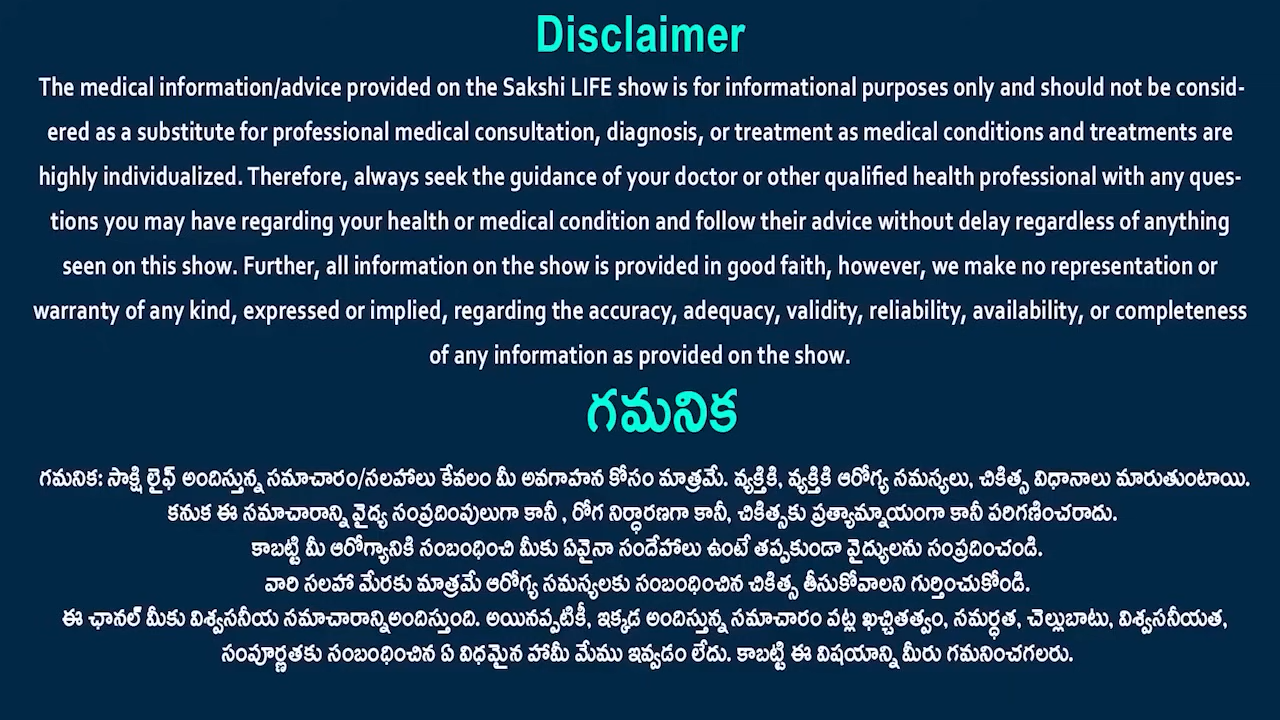 Disclaimer
The medical information/advice provided on the Sakshi LIFE show is for informational purposes only and should not be consid-
ered as a substitute for professional medical consultation, diagnosis, or treatment as medical conditions and treatments are
highly individualized. Therefore, always seek the guidance of your doctor or other qualified health professional with any ques-
tions you may have regarding your health or medical condition and follow their advice without delay regardless of anything
seen on this show. Further, all information on the show is provided in good faith, however, we make no representation or
warranty of any kind, expressed or implied, regarding the accuracy, adequacy, validity, reliability, availability, or completeness
of any information as provided on the show.
గమనిక
గమనిక: సాక్షి లైఫ్ అందిస్తున్న సమాచారం/సలహాలు కేవలం మీ అవగాహన కోసం మాత్రమే. వ్యక్తికి, వ్యక్తికి ఆరోగ్య సమస్యలు, చికిత్స విధానాలు మారుతుంటాయి.
కనుక ఈ సమాచారాన్ని వైద్య సంప్రదింపులుగా కానీ , రోగ నిర్ధారణగా కానీ, చికిత్సకు ప్రత్యామ్నాయంగా కానీ పరిగణించరాదు.
కాబట్టి మీ ఆరోగ్యానికి సంబంధించి మీకు ఏవైనా సందేహాలు ఉంటే తప్పకుండా వైద్యులను సంప్రదించండి.
వారి సలహా మేరకు మాత్రమే ఆరోగ్య సమస్యలకు సంబంధించిన చికిత్స తీసుకోవాలని గుర్తించుకోండి.
ఈ ఛానల్ మీకు విశ్వసనీయ సమాచారాన్నిఅందిస్తుంది. అయినప్పటికీ, ఇక్కడ అందిస్తున్న సమాచారం పట్ల ఖచ్చితత్వం, సమర్ధత, చెల్లుబాటు, విశ్వసనీయత,
సంపూర్ణతకు సంబంధించిన ఏ విధమైన హామీ మేము ఇవ్వడం లేదు. కాబట్టి ఈ విషయాన్ని మీరు గమనించగలరు.